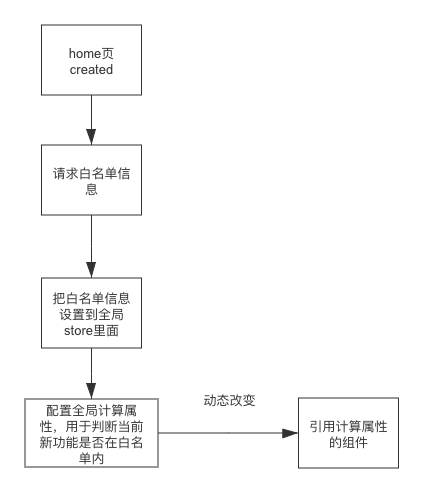 home页
created
请求白名单信
息
把白名单信息
设置到全局
store里面
配置全局计算属
性，用于判断当前
新功能是否在白名
单内
动态改变
引用计算属性
的组件